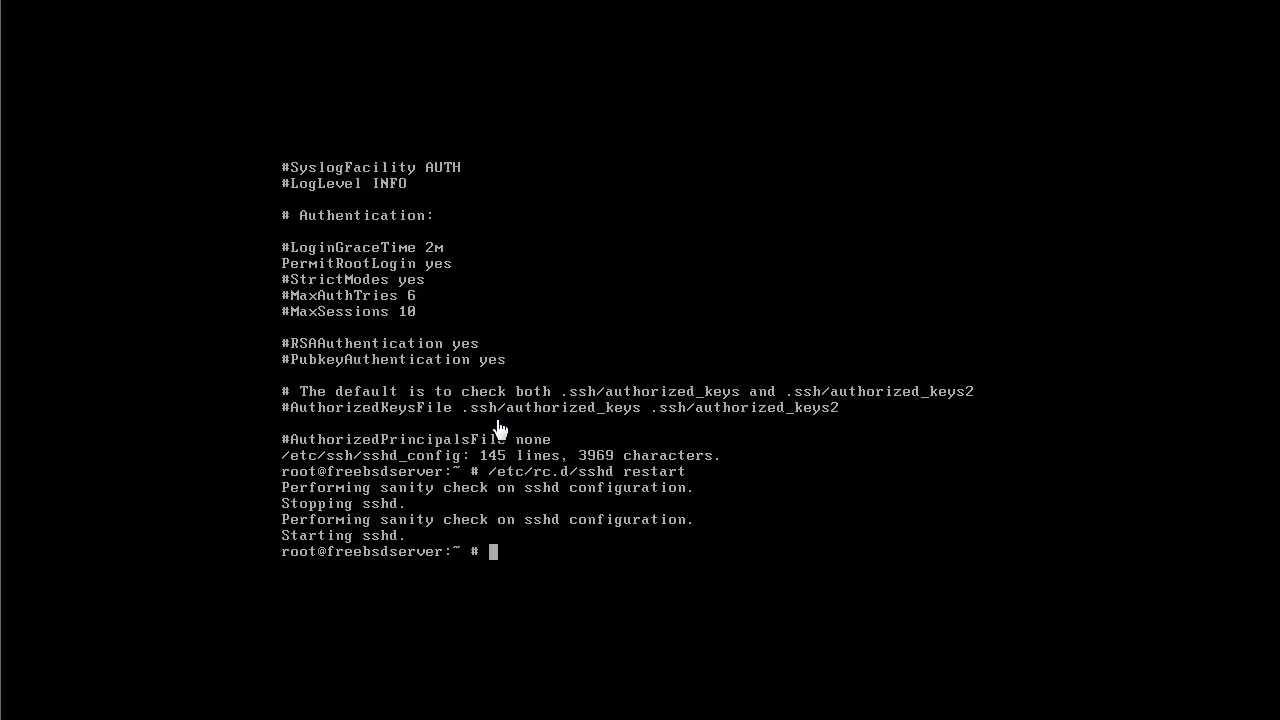 #SyslogFacility AUTH
#LogLevel INFO
# Authentication:
#LoginGraceTime 2m
PermitRootLogin yes
#StrictModes yes
#MaxAuthTries 6
#MaxSessions 10
#RSAAuthentication yes
#PubkeyAuthentication yes
# The default is to check both .ssh/authorized_keys and .ssh/authorized_keys2
#AuthorizedKeysFile .ssh/authorized_keys .ssh/authorized_keys2
#AuthorizedPrincipalsFile none
/etc/ssh/sshd_config: 145 lines, 3969 characters.
root@freebsdserver:~ # /etc/rc.d/sshd restart
Performing sanity check on sshd configuration.
Stopping sshd.
Performing sanity check on sshd configuration.
Starting sshd.
root@freebsdserver:~ #